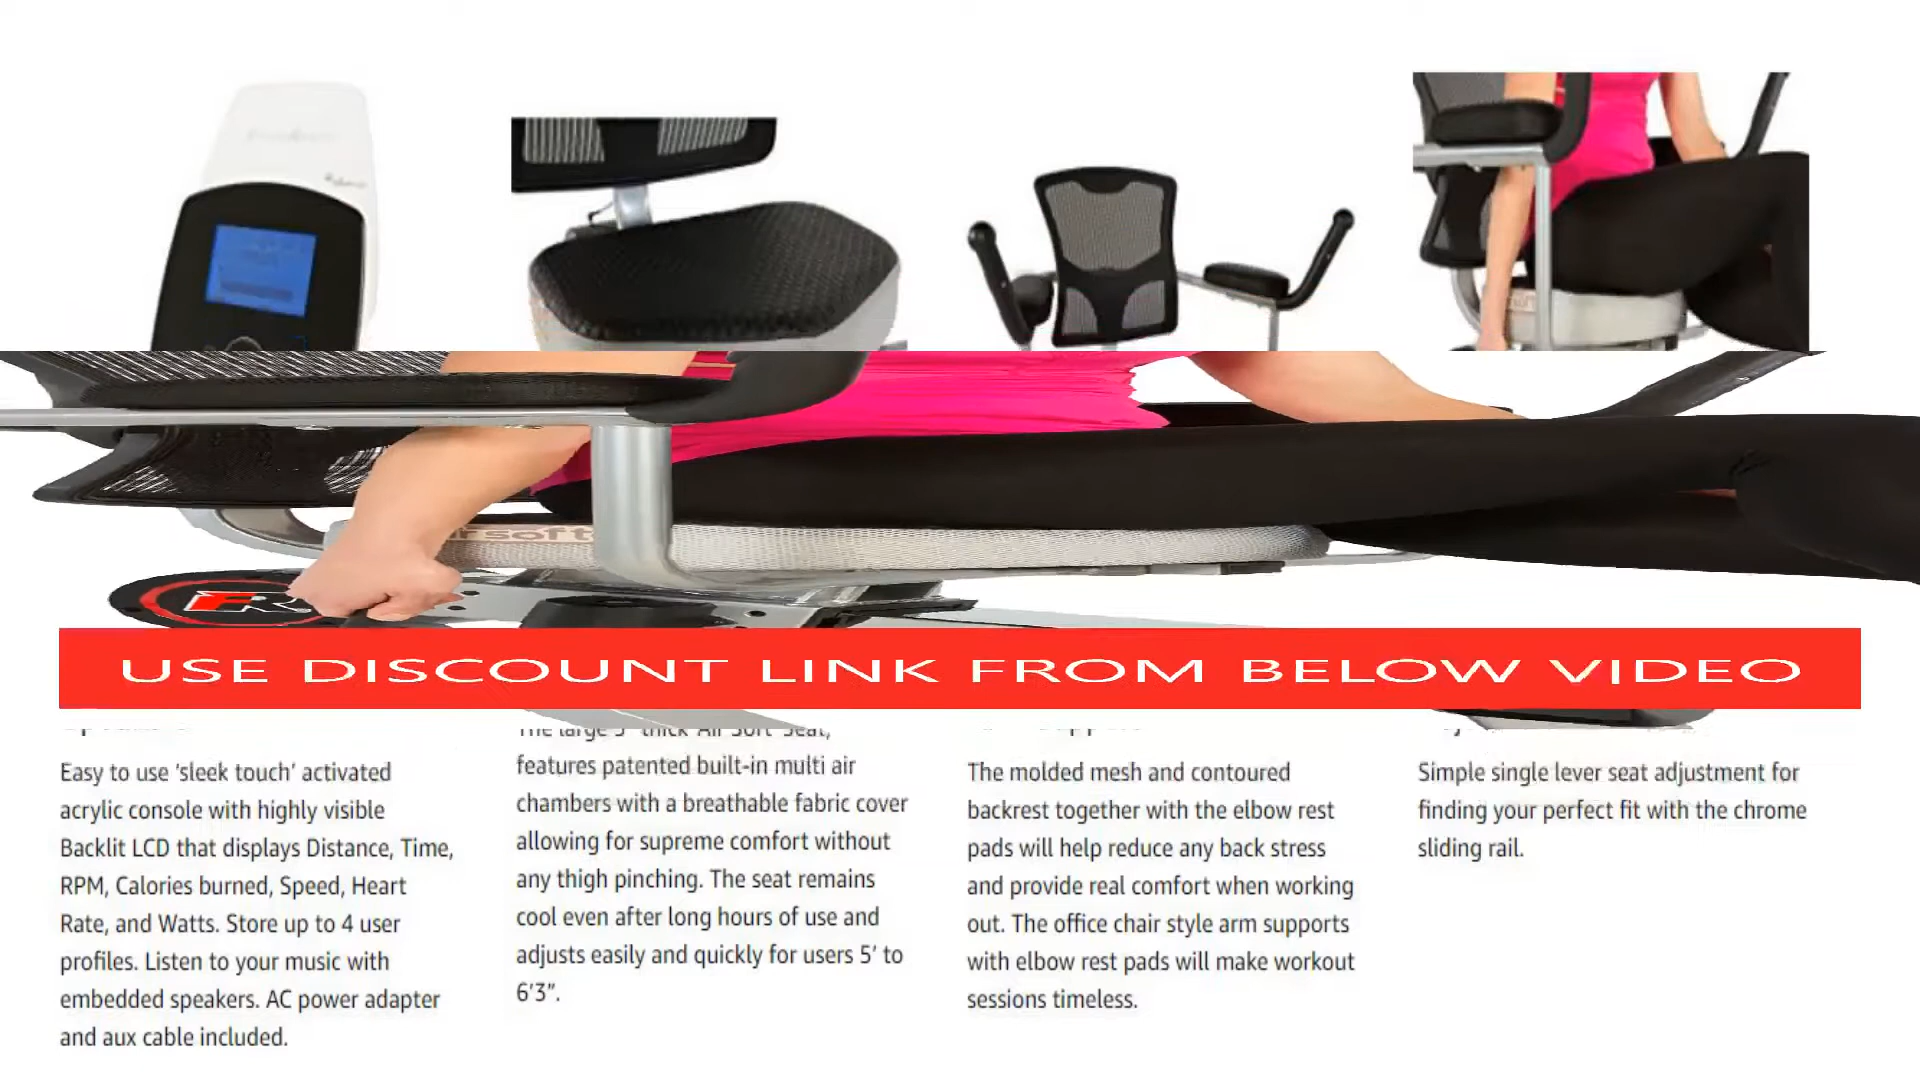 USE DISCOUNT LINK FROM BELOW VIDEO
Easy to use ‘sleek touch’ activated
acrylic console with highly visible
Backlit LCD that displays Distance, Time,
RPM, Calories burned, Speed, Heart
Rate, and Watts. Store up to 4 user
profiles. Listen to your music with
embedded speakers. AC power adapter
and aux cable included.
features patented built-in multi air
chambers with a breathable fabric cover
allowing for supreme comfort without
any thigh pinching. The seat remains
cool even after long hours of use and
adjusts easily and quickly for users 5’ to
6’3”.
The molded mesh and contoured
backrest together with the elbow rest
pads will help reduce any back stress
and provide real comfort when working
out. The office chair style arm supports
with elbow rest pads will make workout
sessions timeless.
Simple single lever seat adjustment for
finding your perfect fit with the chrome
sliding rail.